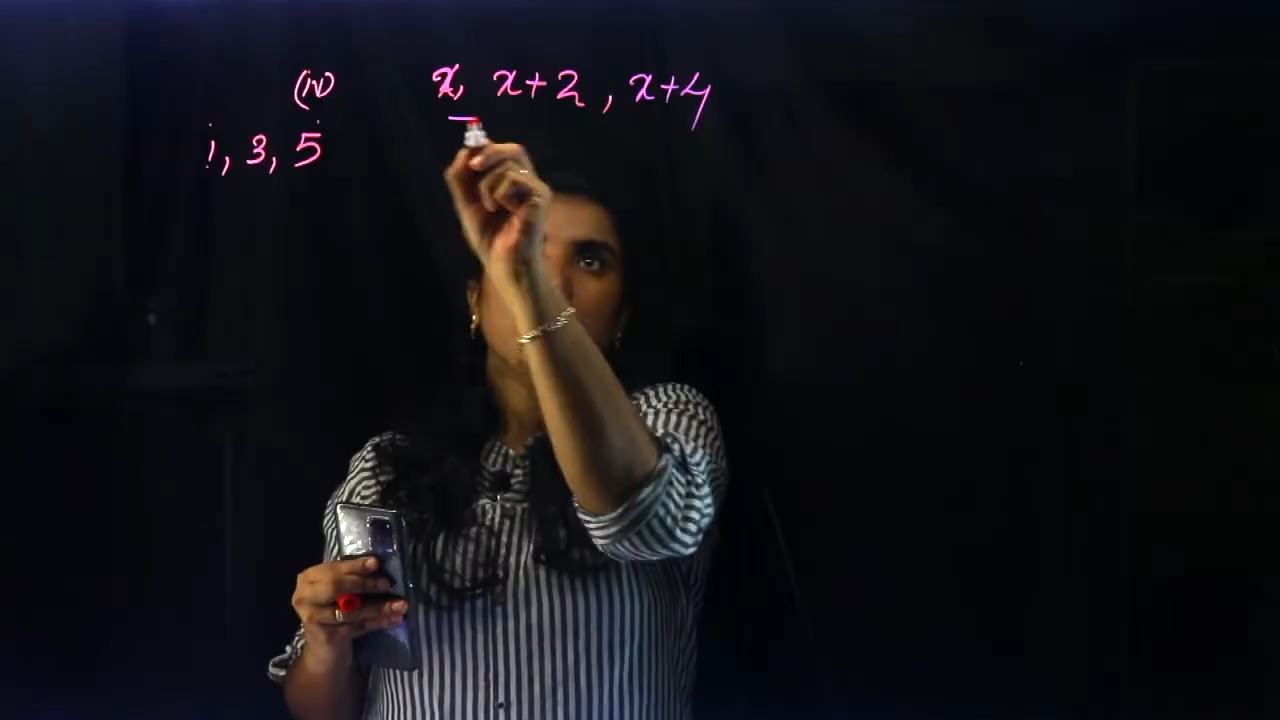 (iv) x, x+2, x+4
1, 3, 5